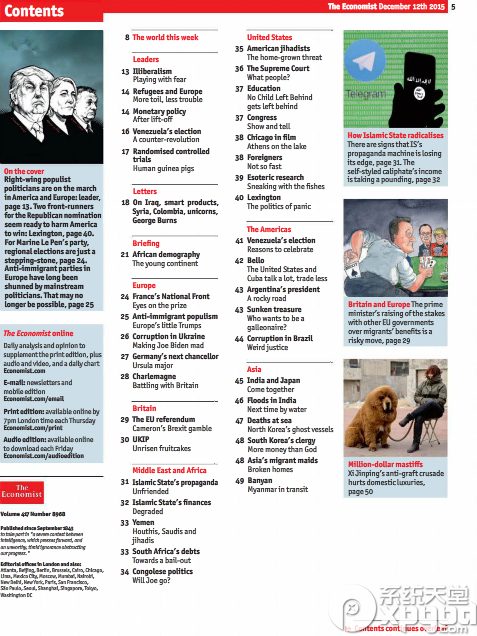 Contents
The Economist December 12th 2015 5
On the cover
Right-wing populist
politicians are on the march
in America and Europe: leader,
page 13. Two front-runners
for the Republican nomination
seem ready to harm America
to win: Lexington, page 40.
For Marine Le Pen's party,
regional elections are just a
stepping-stone, page 24.
Anti-immigrant parties in
Europe have long been
shunned by mainstream
politicians. That may no
longer be possible, page 25
The Economist online
Daily analysis and opinion to
supplement the print edition, plus
audio and video, and a daily chart
Economist.com
E-mail: newsletters and
mobile edition
Economist.com/email
Print edition: available online by
7pm London time each Thursday
Economist.com/print
Audio edition: available online
to download each Friday
Economist.com/audioedition
The
Economist
Volume 417 Number 8968
Published since September 1843
to take part in "a severe contest between
intelligence, which presses forward, and
an unworthy, timid ignorance obstructing
our progress."
Editorial offices in London and also:
Atlanta, Beijing, Berlin, Brussels, Cairo, Chicago,
Lima, Mexico City, Moscow, Mumbai, Nairobi,
New Delhi, New York, Paris, San Francisco,
São Paulo, Seoul, Shanghai, Singapore, Tokyo,
Washington DC
8 The world this week
Leaders
13 Illiberalism
Playing with fear
14 Refugees and Europe
More toil, less trouble
14 Monetary policy
After lift-off
16 Venezuela's election
A counter-revolution
17 Randomised controlled
trials
Human guinea pigs
Letters
18 On Iraq, smart products,
Syria, Colombia, unicorns,
George Burns
Briefing
21 African demography
The young continent
Europe
24 France's National Front
Eyes on the prize
25 Anti-immigrant populism
Europe's little Trumps
26 Corruption in Ukraine
Making Joe Biden mad
27 Germany's next chancellor
Ursula major
28 Charlemagne
Battling with Britain
Britain
29 The EU referendum
Cameron's Brexit gamble
30 UKIP
Unrisen fruitcakes
Middle East and Africa
31 Islamic State's propaganda
Unfriended
32 Islamic State's finances
Degraded
33 Yemen
Houthis, Saudis and
jihadis
33 South Africa's debts
Towards a bail-out
34 Congolese politics
Will Joe go?
United States
35 American jihadists
The home-grown threat
36 The Supreme Court
What people?
37 Education
No Child Left Behind
gets left behind
37 Congress
Show and tell
38 Chicago in film
Athens on the lake
38 Foreigners
Not so fast
39 Esoteric research
Sneaking with the fishes
40 Lexington
The politics of panic
The Americas
41 Venezuela's election
Reasons to celebrate
42 Bello
The United States and
Cuba talk a lot, trade less
43 Argentina's president
A rocky road
43 Sunken treasure
Who wants to be a
galleonaire?
44 Corruption in Brazil
Weird justice
Asia
45 India and Japan
Come together
46 Floods in India
Next time by water
47 Deaths at sea
North Korea's ghost vessels
48 South Korea's clergy
More money than God
48 Asia's migrant maids
Broken homes
49 Banyan
Myanmar in transit
Telegram
How Islamic State radicalises
There are signs that IS's
propaganda machine is losing
its edge, page 31. The
self-styled caliphate's income
is taking a pounding, page 32
Britain and Europe The prime
minister's raising of the stakes
with other EU governments
over migrants' benefits is a
risky move, page 29
Million-dollar mastiffs
Xi Jinping's anti-graft crusade
hurts domestic luxuries,
page 50
Contents continues over
系统天堂